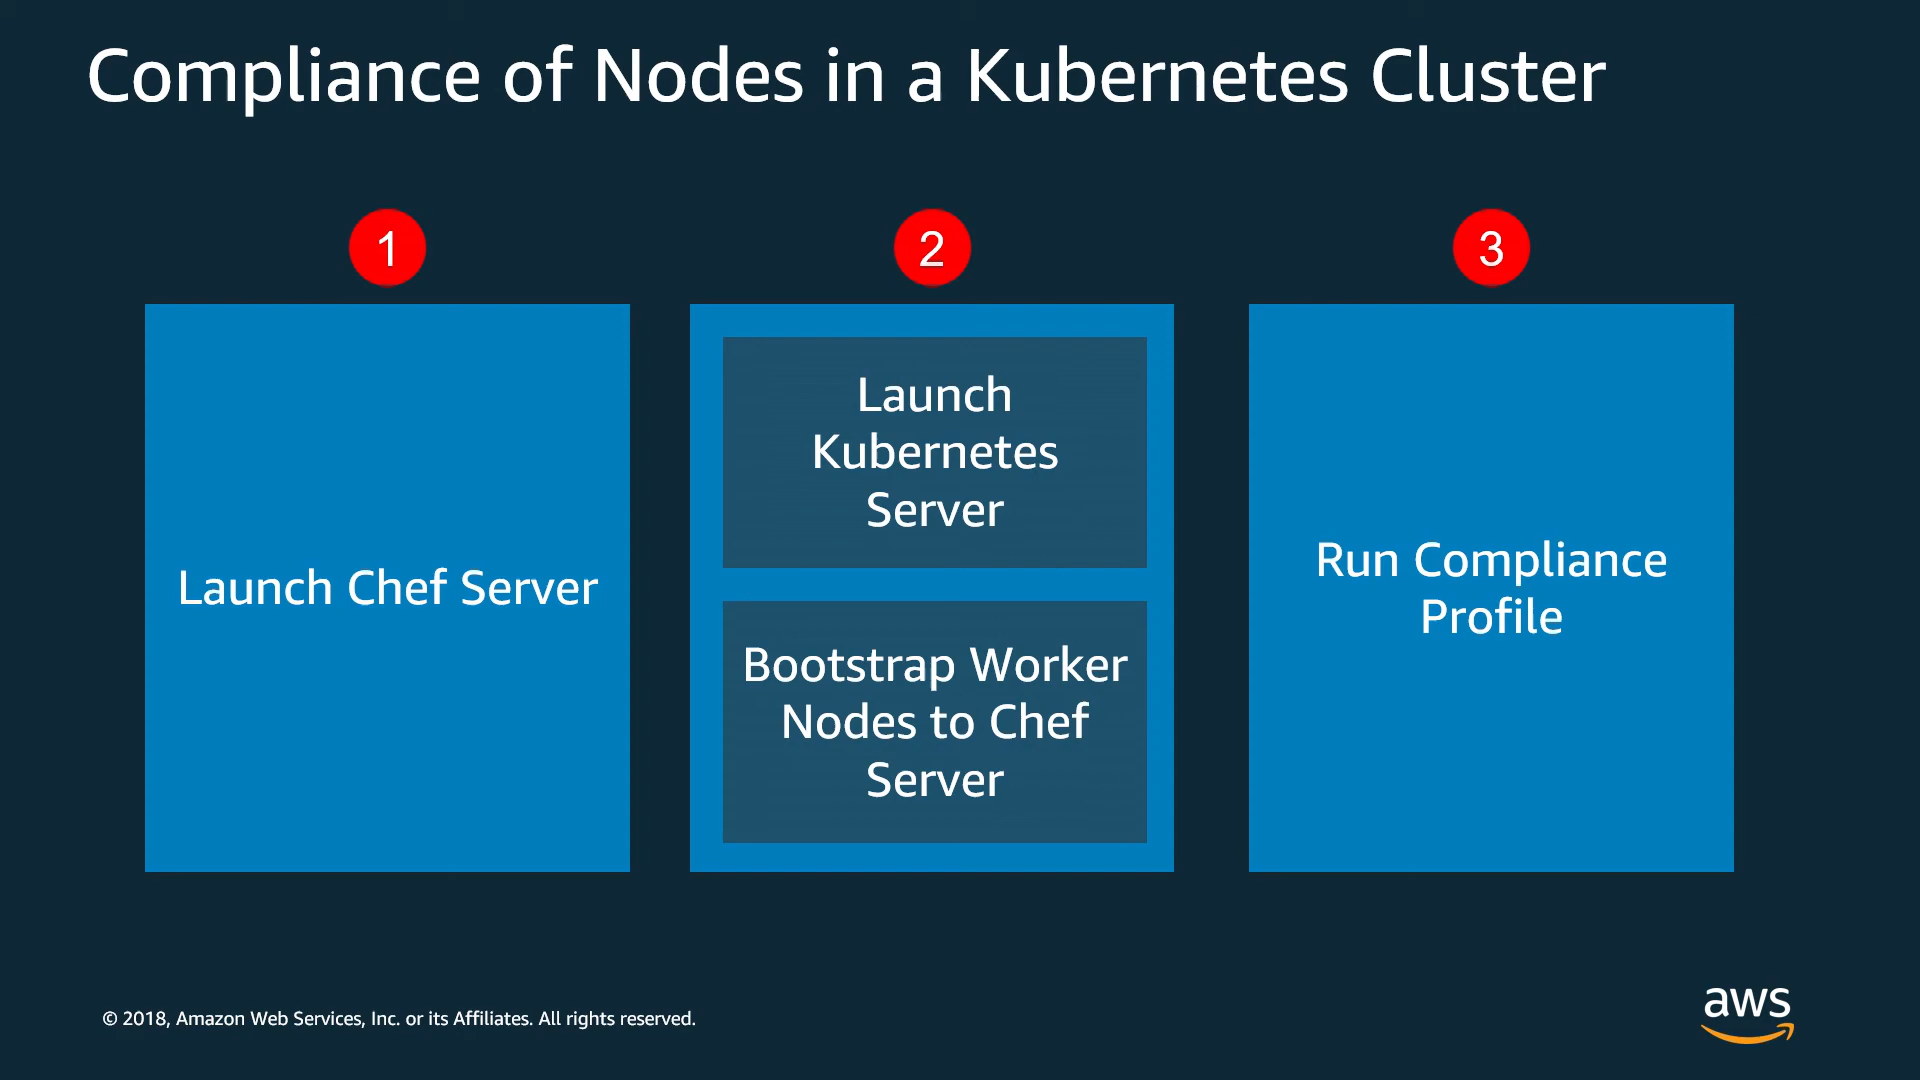 Compliance of Nodes in a Kubernetes Cluster
1
2
3
Launch Chef Server
Launch
Kubernetes
Server
Bootstrap Worker
Nodes to Chef
Server
Run Compliance
Profile
© 2018, Amazon Web Services, Inc. or its Affiliates. All rights reserved.
aws